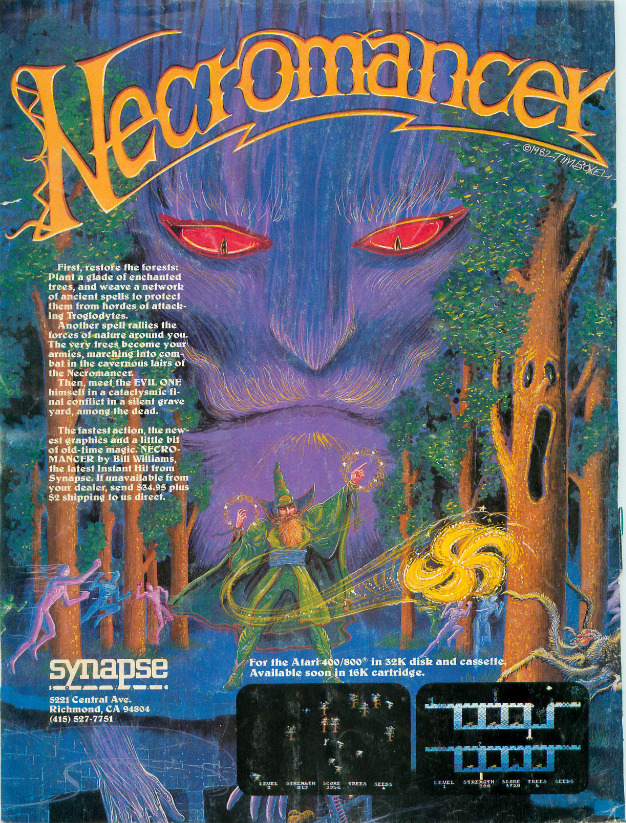 Necromancer
©1982-TIM BOXELL
First, restore the forests:
Plant a glade of enchanted
trees, and weave a network
of ancient spells to protect
them from hordes of attack-
ing Troglodytes.
Another spell rallies the
forces of nature around you.
The very trees become your
armies, marching into com-
bat in the cavernous lairs of
the Necromancer.
Then, meet the EVIL ONE
himself in a cataclysmic fi-
nal conflict in a silent grave
yard, among the dead.
The fastest action, the new-
est graphics and a little bit
of old-time magic. NECRO-
MANCER by Bill Williams,
the latest Instant Hit from
Synapse. If unavailable from
your dealer, send $34.95 plus
$2 shipping to us direct.
synapse
5221 Central Ave.
Richmond, CA 94804
(415) 527-7751
For the Atari 400/800® in 32K disk and cassette.
Available soon in 16K cartridge.
LEVEL STRENGTH SCORE TREES SEEDS
LEVEL STRENGTH SCORE TREES SEEDS